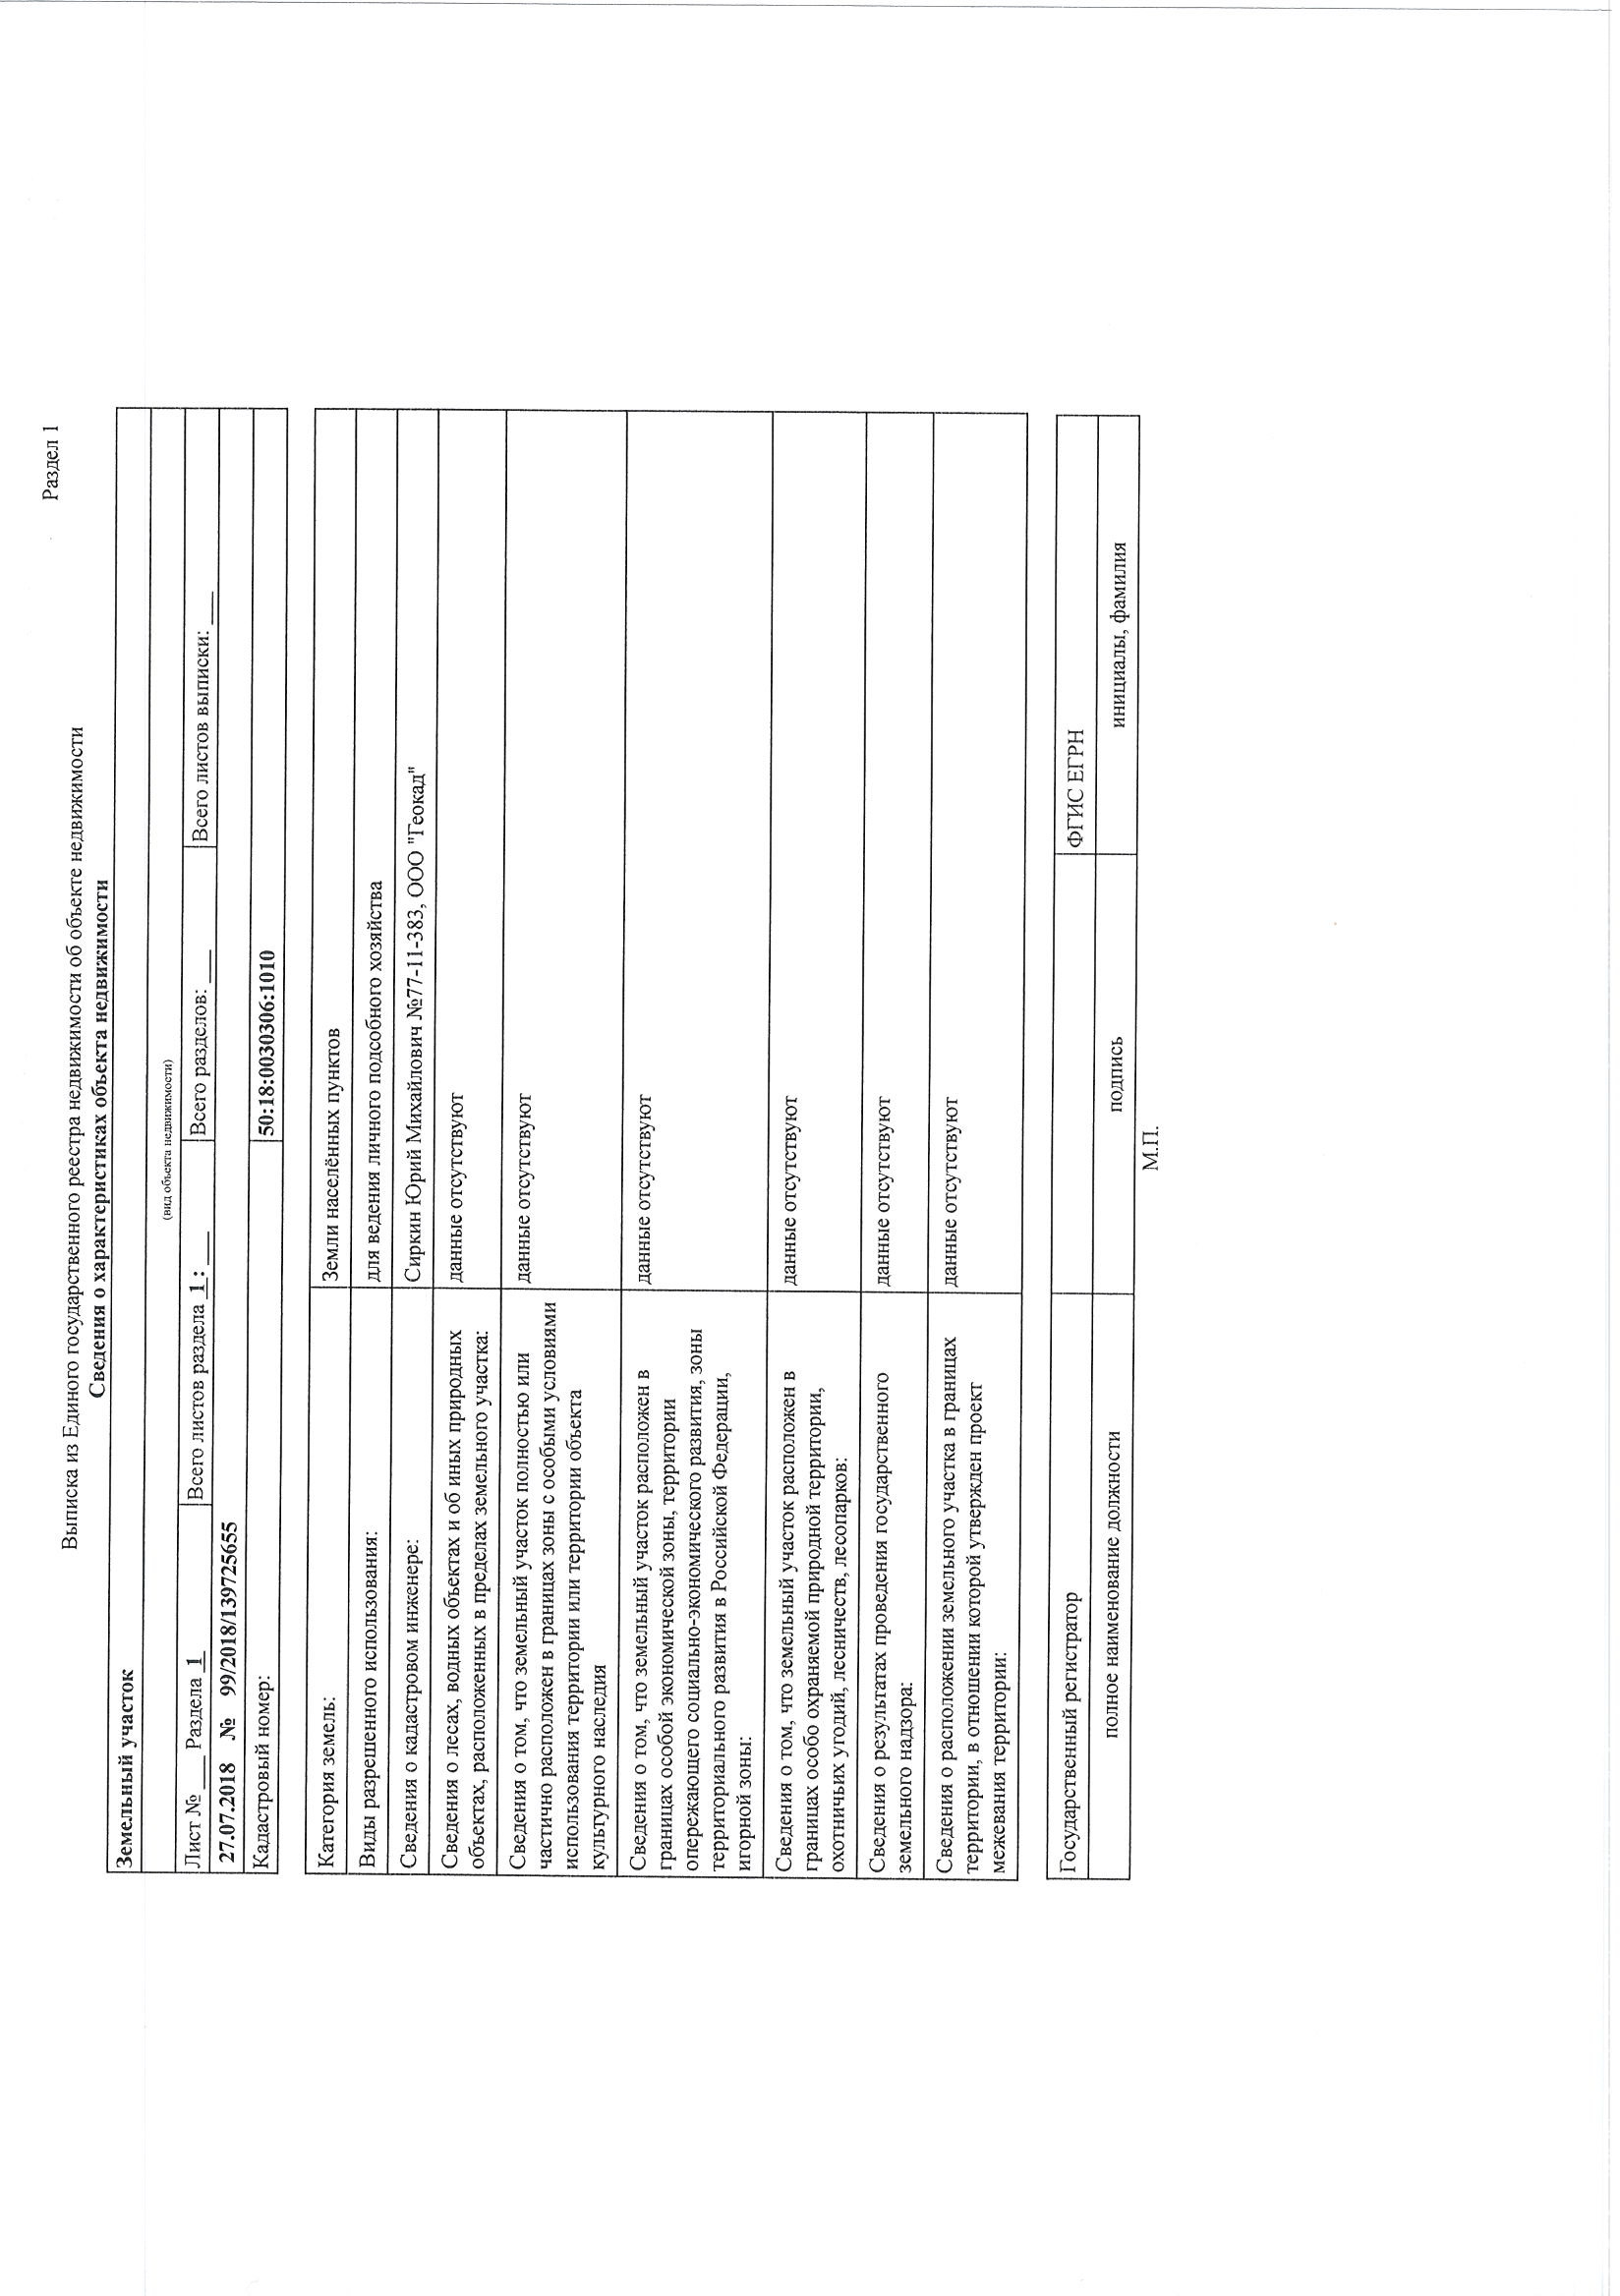 Раздел 1
Выписка из Единого государственного реестра недвижимости об объекте недвижимости
Сведения о характеристиках объекта недвижимости
Земельный участок
(вид объекта недвижимости)
Лист № ___ Раздела 1 Всего листов раздела 1 : ___ Всего разделов: ___ Всего листов выписки: ___
27.07.2018 № 99/2018/139725655
Кадастровый номер: 50:18:0030306:1010
Категория земель: Земли населённых пунктов
Виды разрешенного использования: для ведения личного подсобного хозяйства
Сведения о кадастровом инженере: Сиркин Юрий Михайлович №77-11-383, ООО "Геокад"
Сведения о лесах, водных объектах и об иных природных
объектах, расположенных в пределах земельного участка:
данные отсутствуют
Сведения о том, что земельный участок полностью или
частично расположен в границах зоны с особыми условиями
использования территории или территории объекта
культурного наследия
данные отсутствуют
Сведения о том, что земельный участок расположен в
границах особой экономической зоны, территории
опережающего социально-экономического развития, зоны
территориального развития в Российской Федерации,
игорной зоны:
данные отсутствуют
Сведения о том, что земельный участок расположен в
границах особо охраняемой природной территории,
охотничьих угодий, лесничеств, лесопарков:
данные отсутствуют
Сведения о результатах проведения государственного
земельного надзора:
данные отсутствуют
Сведения о расположении земельного участка в границах
территории, в отношении которой утвержден проект
межевания территории:
данные отсутствуют
Государственный регистратор ФГИС ЕГРН
полное наименование должности подпись инициалы, фамилия
М.П.